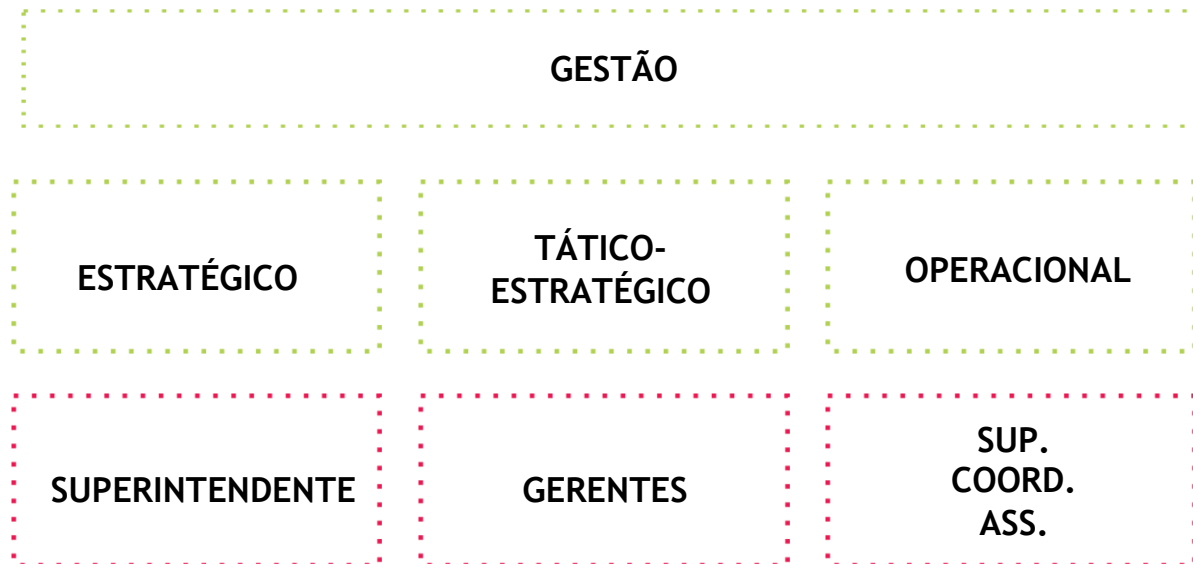 GESTÃO
ESTRATÉGICO
TÁTICO-
ESTRATÉGICO
OPERACIONAL
SUPERINTENDENTE
GERENTES
SUP.
COORD.
ASS.